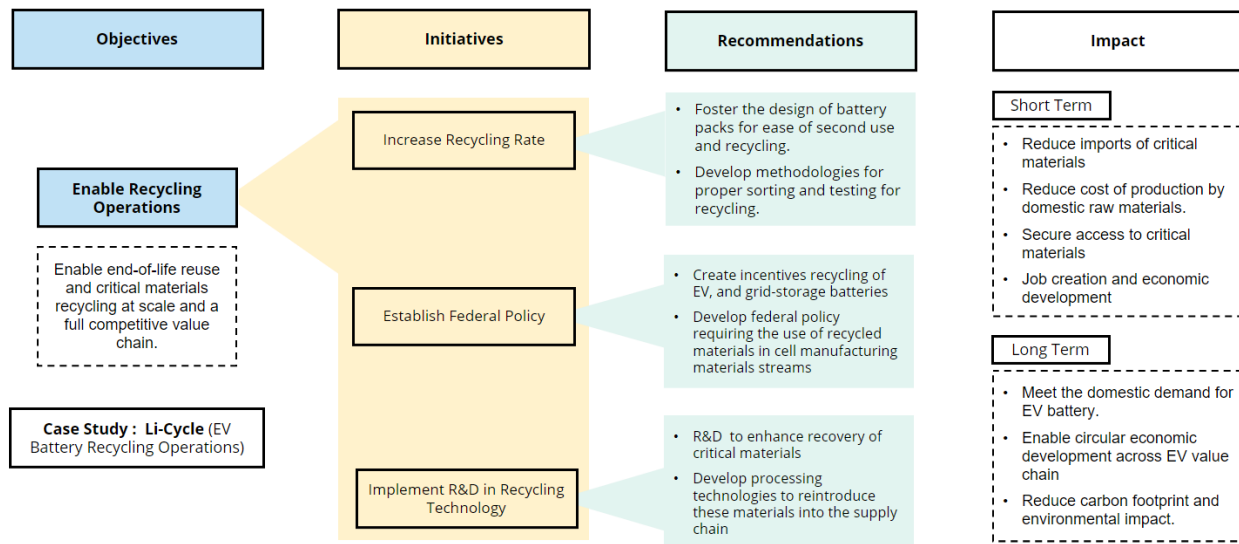 Objectives
Initiatives
Recommendations
Impact
Enable Recycling
Operations
Enable end-of-life reuse
and critical materials
recycling at scale and a
full competitive value
chain.
Case Study :  Li-Cycle (EV
Battery Recycling Operations)
Increase Recycling Rate
Establish Federal Policy
Implement R&D in Recycling
Technology
• Foster the design of battery
packs for ease of second use
and recycling.
• Develop methodologies for
proper sorting and testing for
recycling.
• Create incentives recycling of
EV, and grid-storage batteries
• Develop federal policy
requiring the use of recycled
materials in cell manufacturing
materials streams
• R&D  to enhance recovery of
critical materials
• Develop processing
technologies to reintroduce
these materials into the supply
chain
Short Term
• Reduce imports of critical
materials
• Reduce cost of production by
domestic raw materials.
• Secure access to critical
materials
• Job creation and economic
development
Long Term
• Meet the domestic demand for
EV battery.
• Enable circular economic
development across EV value
chain
• Reduce carbon footprint and
environmental impact.